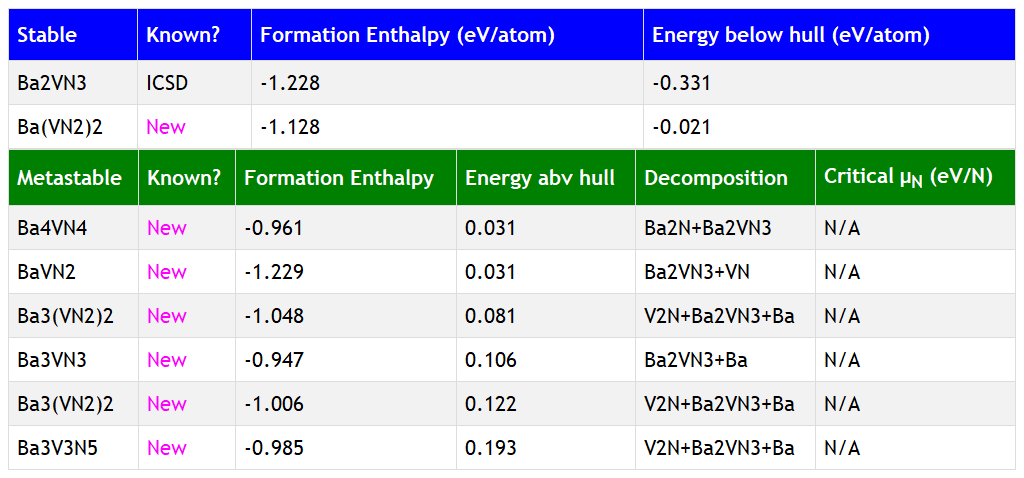 Stable Known? Formation Enthalpy (eV/atom) Energy below hull (eV/atom)
Ba2VN3 ICSD -1.228 -0.331
Ba(VN2)2 New -1.128 -0.021
Metastable Known? Formation Enthalpy Energy abv hull Decomposition Critical μN (eV/N)
Ba4VN4 New -0.961 0.031 Ba2N+Ba2VN3 N/A
BaVN2 New -1.229 0.031 Ba2VN3+VN N/A
Ba3(VN2)2 New -1.048 0.081 V2N+Ba2VN3+Ba N/A
Ba3VN3 New -0.947 0.106 Ba2VN3+Ba N/A
Ba3(VN2)2 New -1.006 0.122 V2N+Ba2VN3+Ba N/A
Ba3V3N5 New -0.985 0.193 V2N+Ba2VN3+Ba N/A